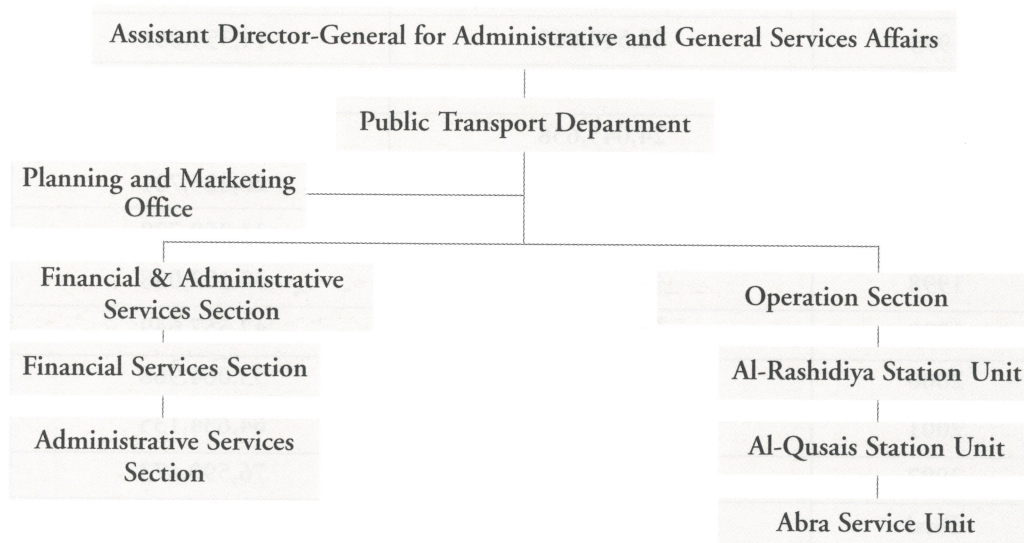 Assistant Director-General for Administrative and General Services Affairs
Public Transport Department
Planning and Marketing
Office
Financial & Administrative
Services Section
Operation Section
Financial Services Section
Al-Rashidiya Station Unit
Administrative Services
Section
Al-Qusais Station Unit
Abra Service Unit